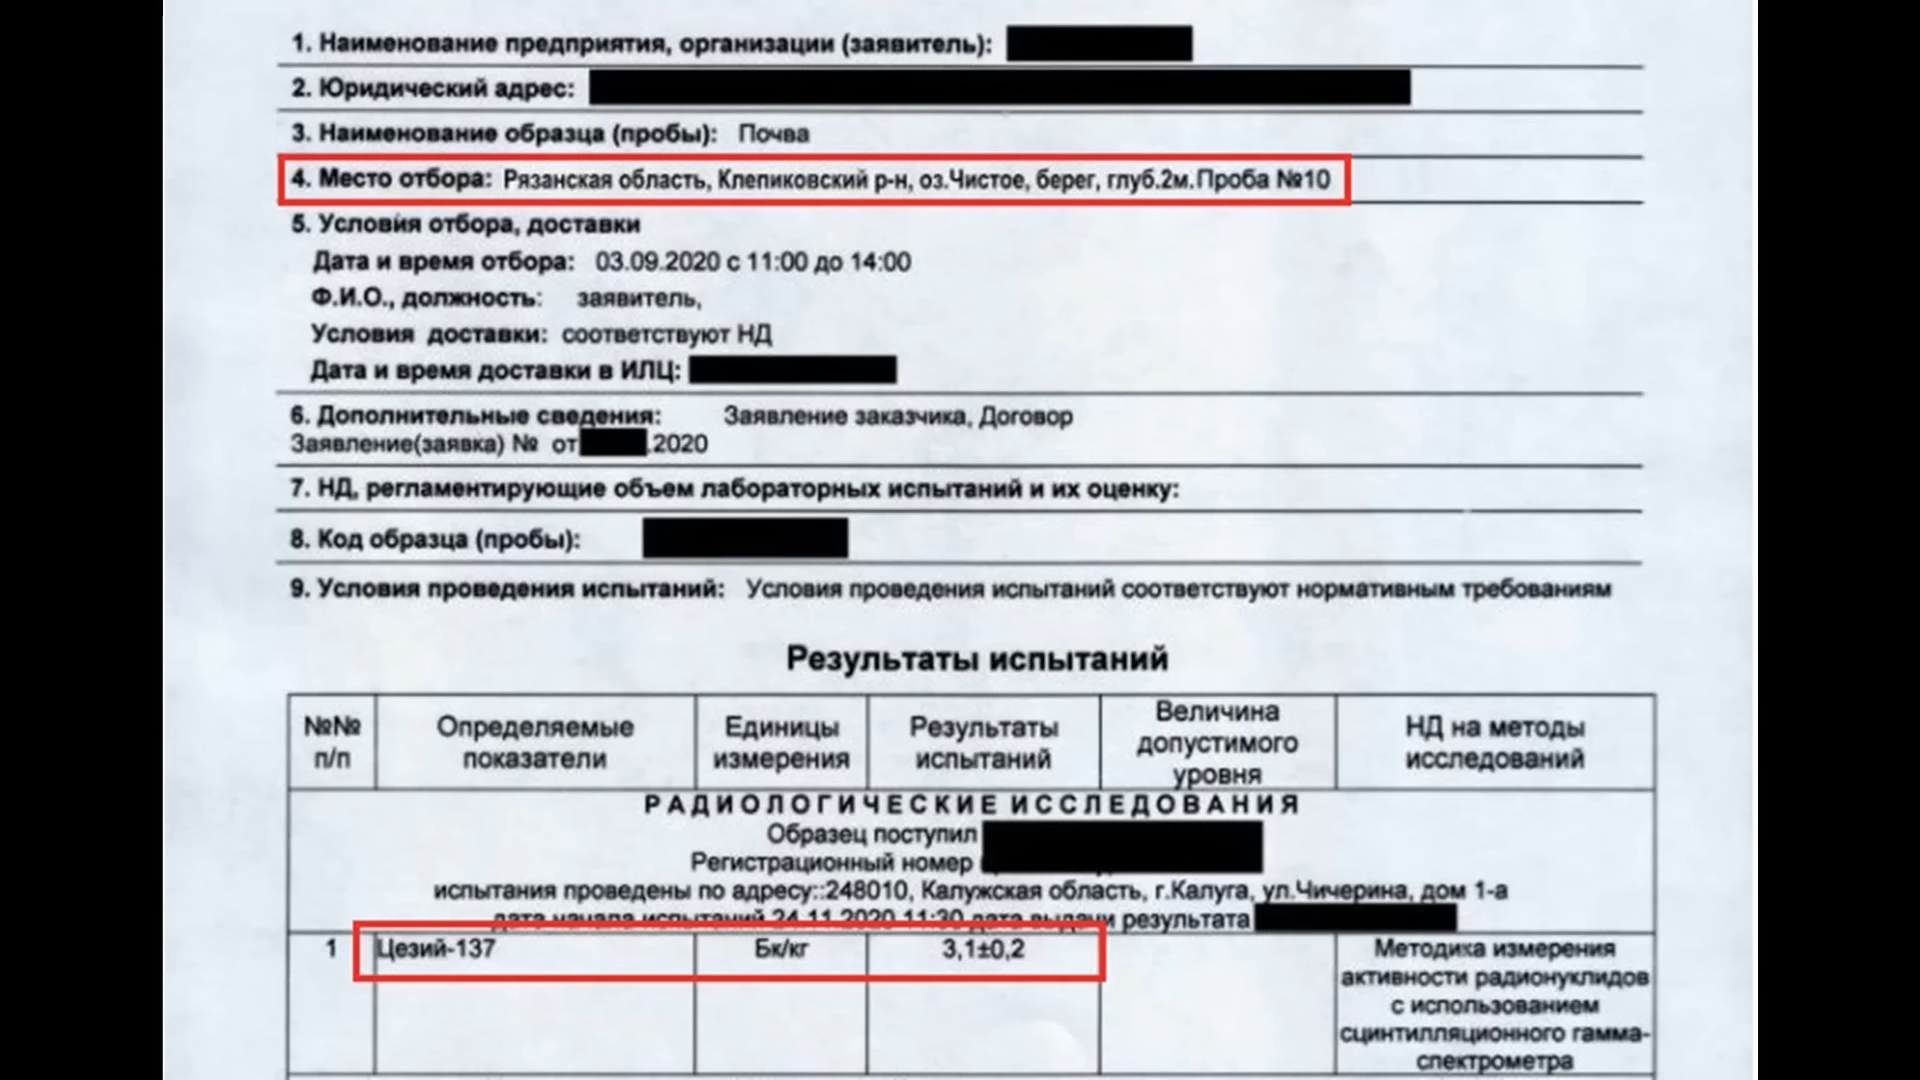 1. Наименование предприятия, организации (заявитель):
2. Юридический адрес:
3. Наименование образца (пробы): Почва
4. Место отбора: Рязанская область, Клепиковский р-н, оз.Чистое, берег, глуб.2м.Проба №10
5. Условия отбора, доставки
Дата и время отбора: 03.09.2020 с 11:00 до 14:00
Ф.И.О., должность: заявитель,
Условия доставки: соответствуют НД
Дата и время доставки в ИЛЦ:
6. Дополнительные сведения: Заявление заказчика, Договор
Заявление(заявка) № от .2020
7. НД, регламентирующие объем лабораторных испытаний и их оценку:
8. Код образца (пробы):
9. Условия проведения испытаний: Условия проведения испытаний соответствуют нормативным требованиям
Результаты испытаний
№№ п/п
Определяемые показатели
Единицы измерения
Результаты испытаний
Величина допустимого уровня
НД на методы исследований
РАДИОЛОГИЧЕСКИЕ ИССЛЕДОВАНИЯ
Образец поступил
Регистрационный номер
испытания проведены по адресу::248010, Калужская область, г.Калуга, ул.Чичерина, дом 1-а
дата начала испытаний 24.11.2020 11:30 дата выдачи результата
1 Цезий-137 Бк/кг 3,1±0,2 Методика измерения
активности радионуклидов
с использованием
сцинтилляционного гамма-
спектрометра